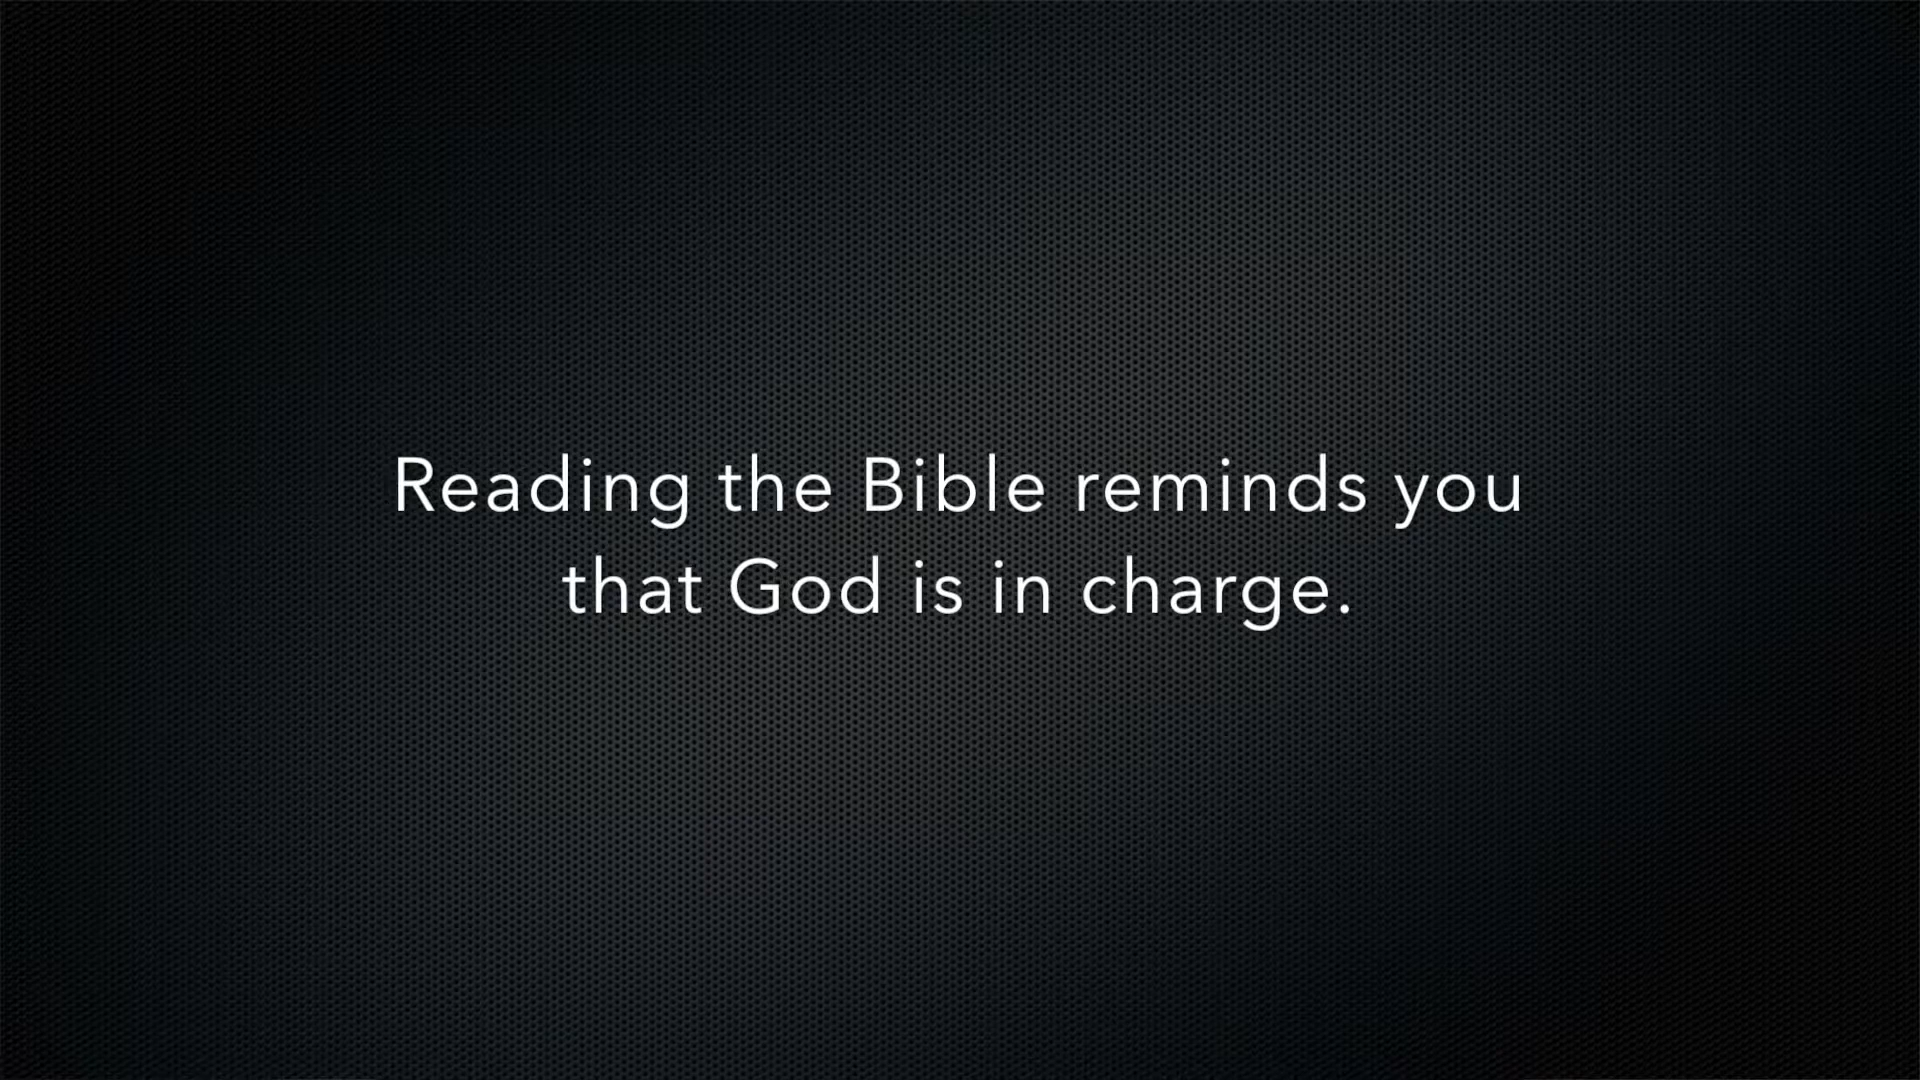 Reading the Bible reminds you
that God is in charge.